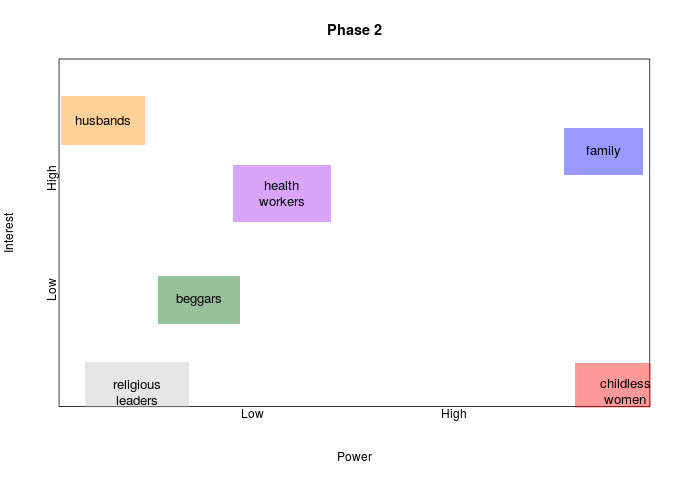 Phase 2
husbands
family
High
health
workers
Interest
Low
beggars
religious
leaders
childless
women
Low
High
Power